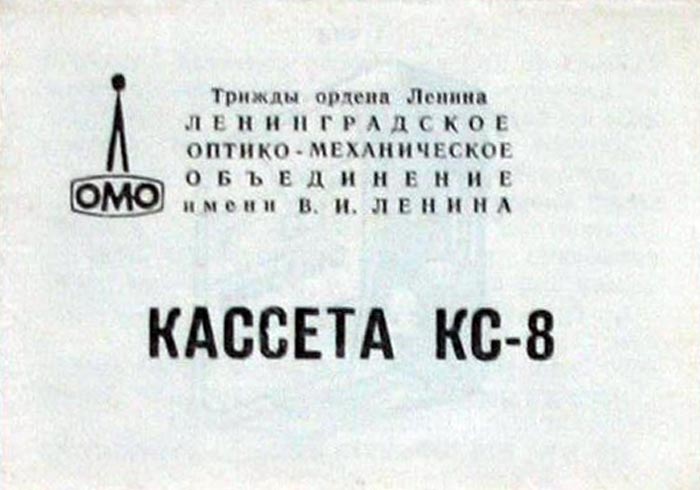 Трижды ордена Ленина
ЛЕНИНГРАДСКОЕ
ОПТИКО-МЕХАНИЧЕСКОЕ
ОБЪЕДИНЕНИЕ
имени В. И. ЛЕНИНА
ОМО
КАССЕТА КС-8